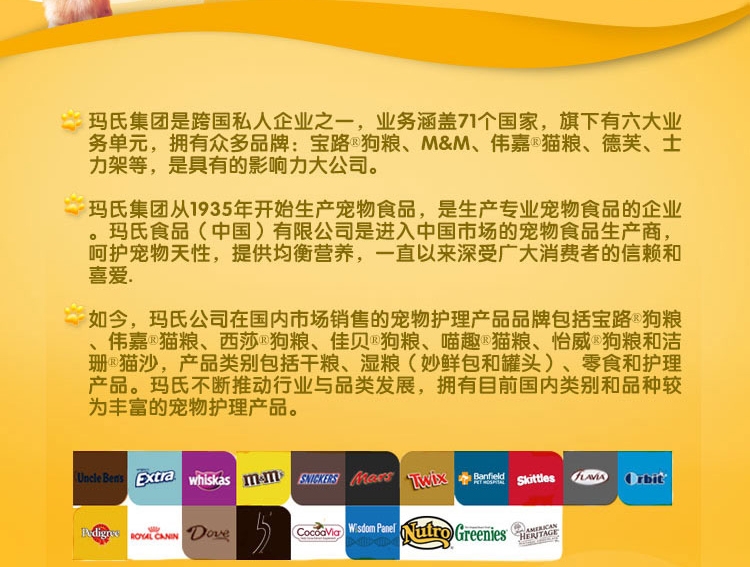 玛氏集团是跨国私人企业之一，业务涵盖71个国家，旗下有六大业
务单元，拥有众多品牌：宝路®狗粮、M&M、伟嘉®猫粮、德芙、士
力架等，是具有的影响力大公司。
玛氏集团从1935年开始生产宠物食品，是生产专业宠物食品的企业
。玛氏食品（中国）有限公司是进入中国市场的宠物食品生产商，
呵护宠物天性，提供均衡营养，一直以来深受广大消费者的信赖和
喜爱.
如今，玛氏公司在国内市场销售的宠物护理产品品牌包括宝路®狗粮
、伟嘉®猫粮、西莎®狗粮、佳贝®狗粮、喵趣®猫粮、怡威®狗粮和洁
珊®猫沙，产品类别包括干粮、湿粮（妙鲜包和罐头）、零食和护理
产品。玛氏不断推动行业与品类发展，拥有目前国内类别和品种较
为丰富的宠物护理产品。
Uncle Ben's Extra whiskas m&m's SNICKERS Mars Twix Banfield PET HOSPITAL Skittles FLAVIA Orbit
Pedigree ROYAL CANIN Dove 5 CocoaVia Wisdom Panel Nutro Greenies AMERICAN HERITAGE